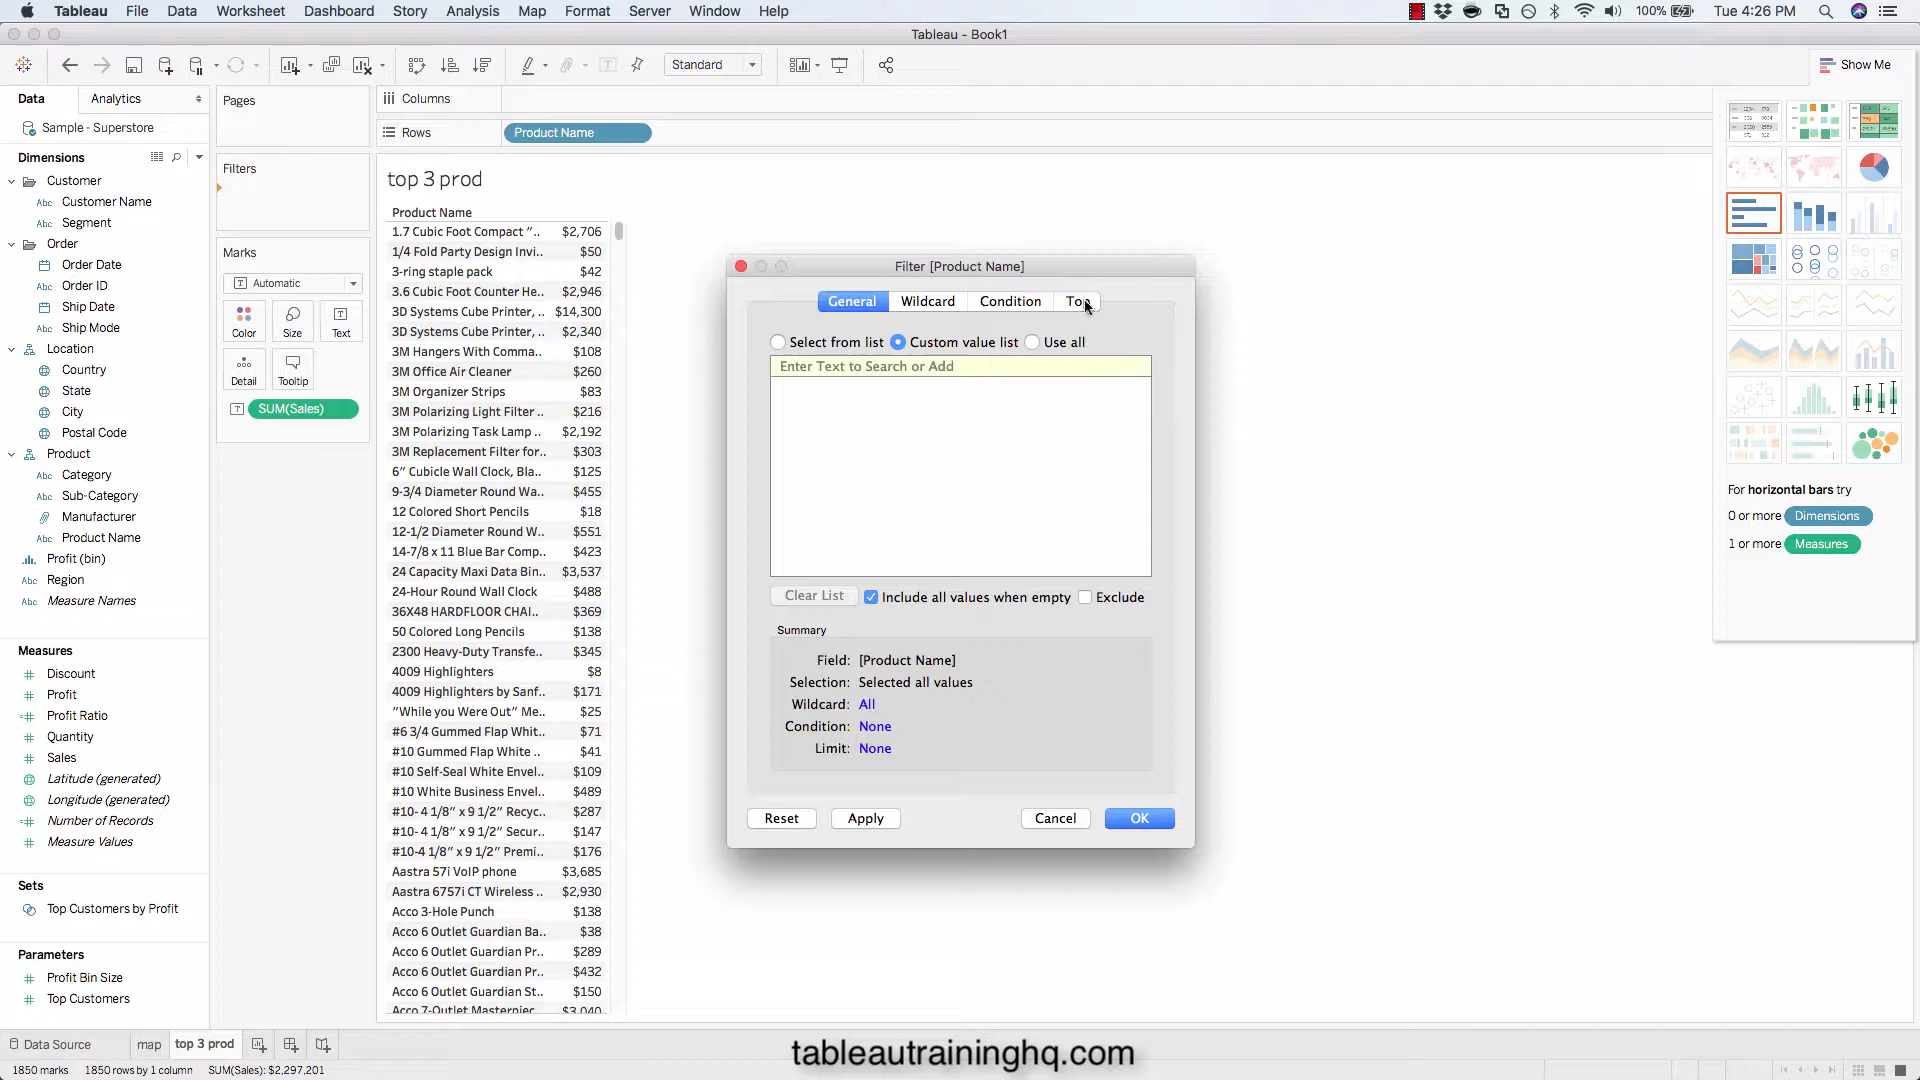 Tableau File Data Worksheet Dashboard Story Analysis Map Format Server Window Help 100% Tue 4:26 PM
Tableau - Book1
Standard
Show Me
Data Analytics
Sample - Superstore
Dimensions
Customer
Abc Customer Name
Abc Segment
Order
Order Date
Abc Order ID
Ship Date
Abc Ship Mode
Location
Country
State
City
Postal Code
Product
Abc Category
Abc Sub-Category
Manufacturer
Abc Product Name
Profit (bin)
Abc Region
Abc Measure Names
Measures
# Discount
# Profit
=# Profit Ratio
# Quantity
# Sales
Latitude (generated)
Longitude (generated)
=# Number of Records
# Measure Values
Sets
Top Customers by Profit
Parameters
# Profit Bin Size
# Top Customers
Pages
Filters
Marks
T Automatic
Color Size Text
Detail Tooltip
T SUM(Sales)
Columns
Rows Product Name
top 3 prod
Product Name
1.7 Cubic Foot Compact ".. $2,706
1/4 Fold Party Design Invi.. $50
3-ring staple pack $42
3.6 Cubic Foot Counter He.. $2,946
3D Systems Cube Printer, .. $14,300
3D Systems Cube Printer, .. $2,340
3M Hangers With Comma.. $108
3M Office Air Cleaner $260
3M Organizer Strips $83
3M Polarizing Light Filter .. $216
3M Polarizing Task Lamp .. $2,192
3M Replacement Filter for.. $303
6" Cubicle Wall Clock, Bla.. $125
9-3/4 Diameter Round Wa.. $455
12 Colored Short Pencils $18
12-1/2 Diameter Round W.. $551
14-7/8 x 11 Blue Bar Comp.. $423
24 Capacity Maxi Data Bin.. $3,537
24-Hour Round Wall Clock $488
36X48 HARDFLOOR CHAI.. $369
50 Colored Long Pencils $138
2300 Heavy-Duty Transfe.. $345
4009 Highlighters $8
4009 Highlighters by Sanf.. $171
"While you Were Out" Me.. $25
#6 3/4 Gummed Flap Whit.. $71
#10 Gummed Flap White .. $41
#10 Self-Seal White Envel.. $109
#10 White Business Envel.. $489
#10- 4 1/8" x 9 1/2" Recyc.. $287
#10- 4 1/8" x 9 1/2" Secur.. $147
#10-4 1/8" x 9 1/2" Premi.. $176
Aastra 57i VoIP phone $3,685
Aastra 6757i CT Wireless .. $2,930
Acco 3-Hole Punch $138
Acco 6 Outlet Guardian Ba.. $38
Acco 6 Outlet Guardian Pr.. $289
Acco 6 Outlet Guardian Pr.. $432
Acco 6 Outlet Guardian St.. $150
Acco 7-Outlet Masterpiec.. $3,040
Filter [Product Name]
General Wildcard Condition Top
Select from list Custom value list Use all
Enter Text to Search or Add
Clear List Include all values when empty Exclude
Summary
Field: [Product Name]
Selection: Selected all values
Wildcard: All
Condition: None
Limit: None
Reset Apply Cancel OK
For horizontal bars try
0 or more Dimensions
1 or more Measures
Data Source map top 3 prod
tableautraininghq.com
1850 marks 1850 rows by 1 column SUM(Sales): $2,297,201